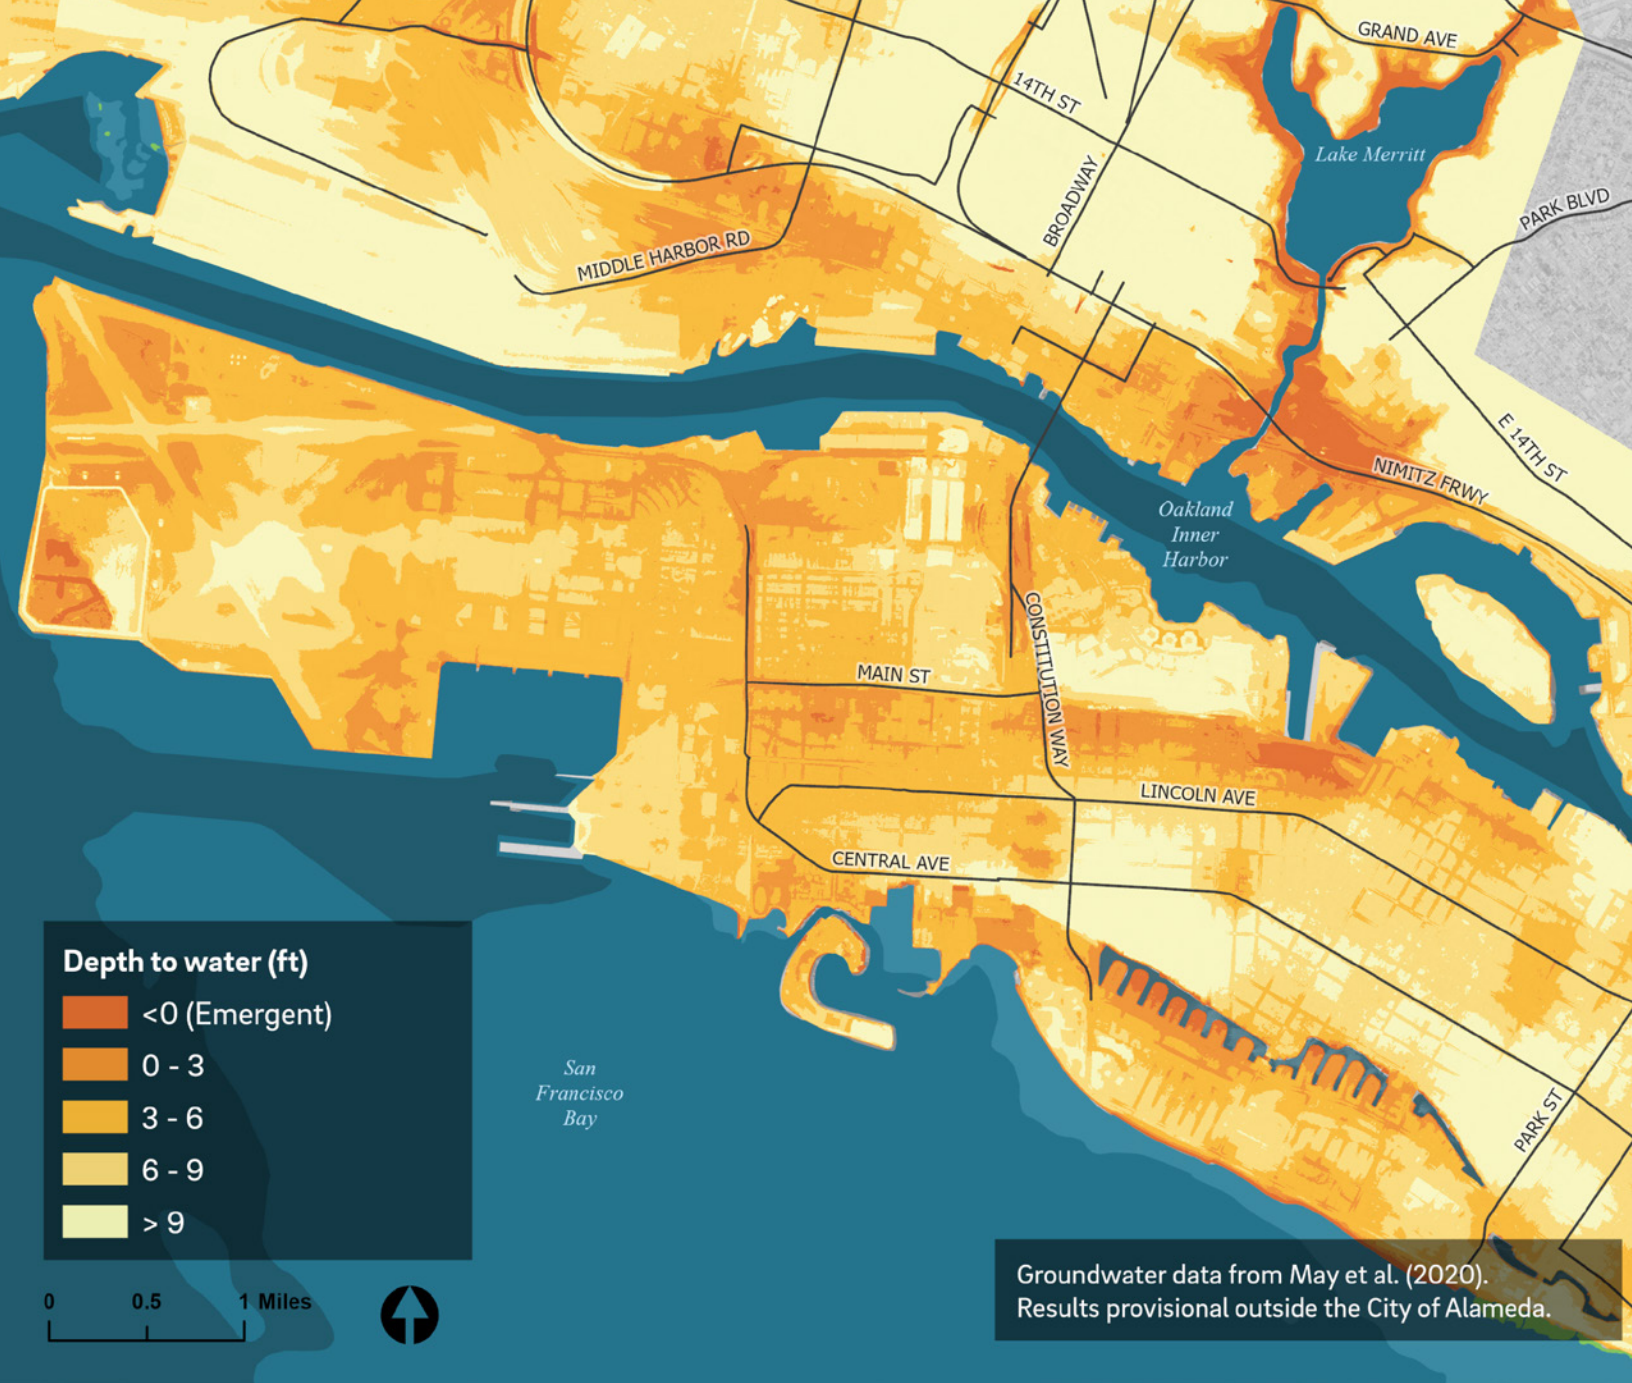 GRAND AVE
14TH ST
Lake Merritt
BROADWAY
PARK BLVD
MIDDLE HARBOR RD
E 14TH ST
NIMITZ FRWY
Oakland
Inner
Harbor
CONSTITUTION WAY
MAIN ST
LINCOLN AVE
CENTRAL AVE
San
Francisco
Bay
PARK ST
Depth to water (ft)
<0 (Emergent)
0 - 3
3 - 6
6 - 9
> 9
0 0.5 1 Miles
Groundwater data from May et al. (2020).
Results provisional outside the City of Alameda.